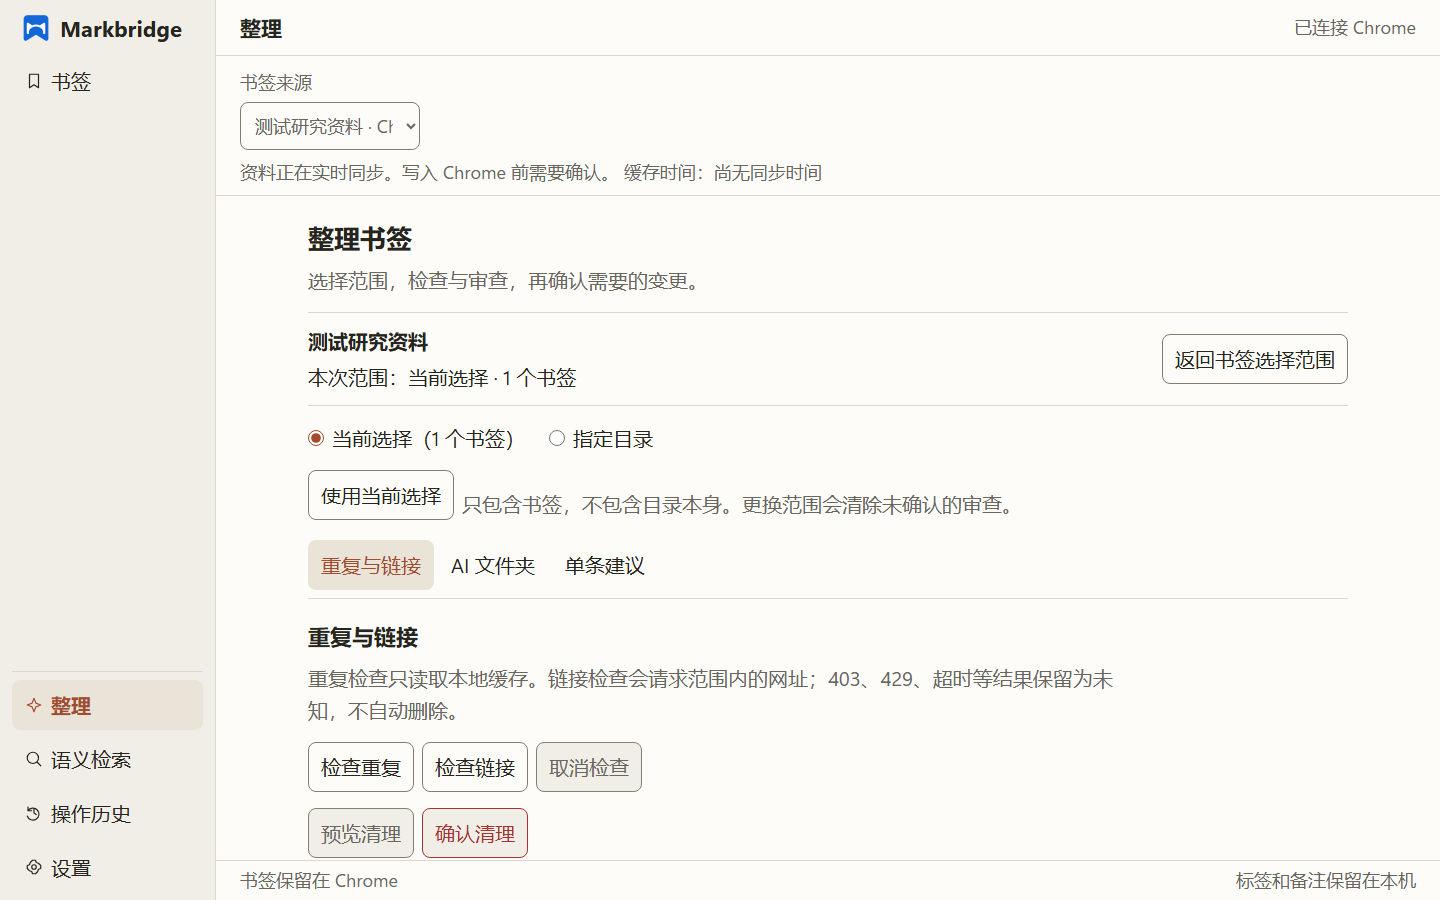 Markbridge
书签
整理
语义检索
操作历史
设置
整理
已连接 Chrome
书签来源
测试研究资料 · Ch
资料正在实时同步。写入 Chrome 前需要确认。 缓存时间：尚无同步时间
整理书签
选择范围，检查与审查，再确认需要的变更。
测试研究资料
本次范围：当前选择 · 1 个书签
返回书签选择范围
当前选择（1 个书签） 指定目录
使用当前选择 只包含书签，不包含目录本身。更换范围会清除未确认的审查。
重复与链接 AI 文件夹 单条建议
重复与链接
重复检查只读取本地缓存。链接检查会请求范围内的网址；403、429、超时等结果保留为未
知，不自动删除。
检查重复 检查链接 取消检查
预览清理 确认清理
书签保留在 Chrome
标签和备注保留在本机